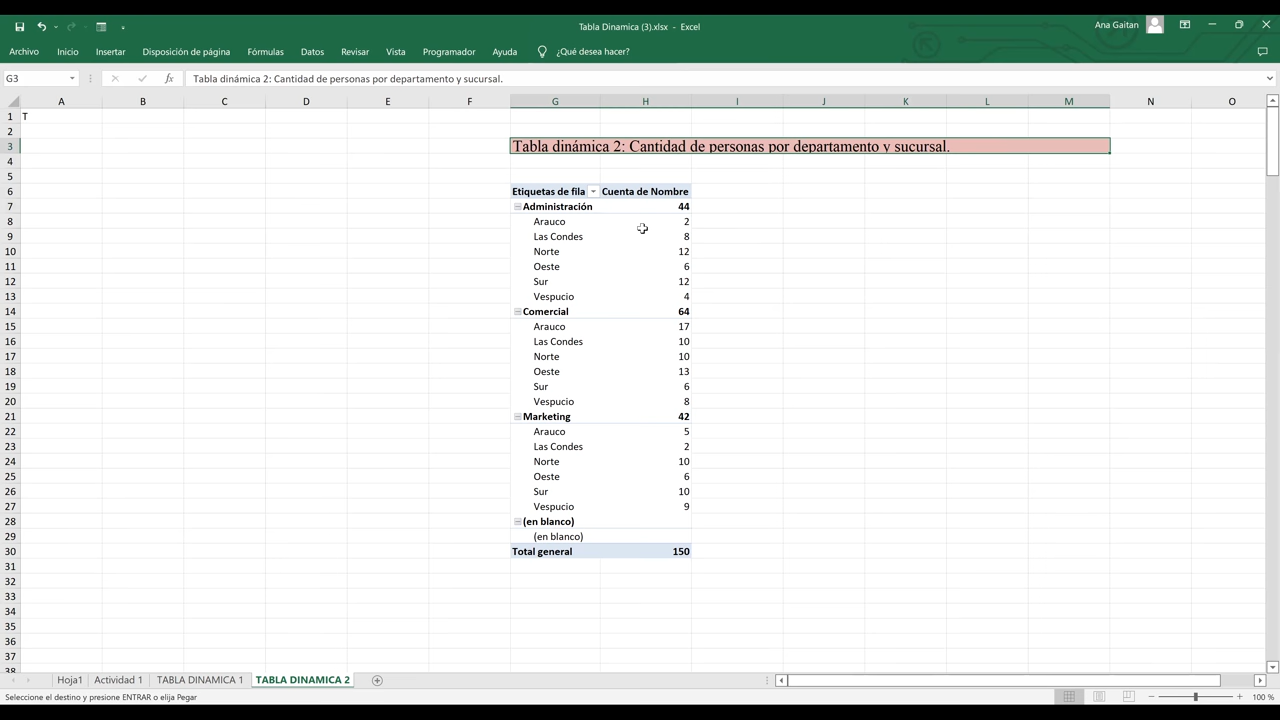 Tabla Dinamica (3).xlsx - Excel
Ana Gaitan
Archivo Inicio Insertar Disposición de página Fórmulas Datos Revisar Vista Programador Ayuda ¿Qué desea hacer?
G3 fx Tabla dinámica 2: Cantidad de personas por departamento y sucursal.
A B C D E F G H I J K L M N O
1 T
2
3 Tabla dinámica 2: Cantidad de personas por departamento y sucursal.
4
5
6 Etiquetas de fila Cuenta de Nombre
7 Administración 44
8 Arauco 2
9 Las Condes 8
10 Norte 12
11 Oeste 6
12 Sur 12
13 Vespucio 4
14 Comercial 64
15 Arauco 17
16 Las Condes 10
17 Norte 10
18 Oeste 13
19 Sur 6
20 Vespucio 8
21 Marketing 42
22 Arauco 5
23 Las Condes 2
24 Norte 10
25 Oeste 6
26 Sur 10
27 Vespucio 9
28 (en blanco)
29 (en blanco)
30 Total general 150
31
32
33
34
35
36
37
38
Hoja1 Actividad 1 TABLA DINAMICA 1 TABLA DINAMICA 2
Seleccione el destino y presione ENTRAR o elija Pegar 100 %